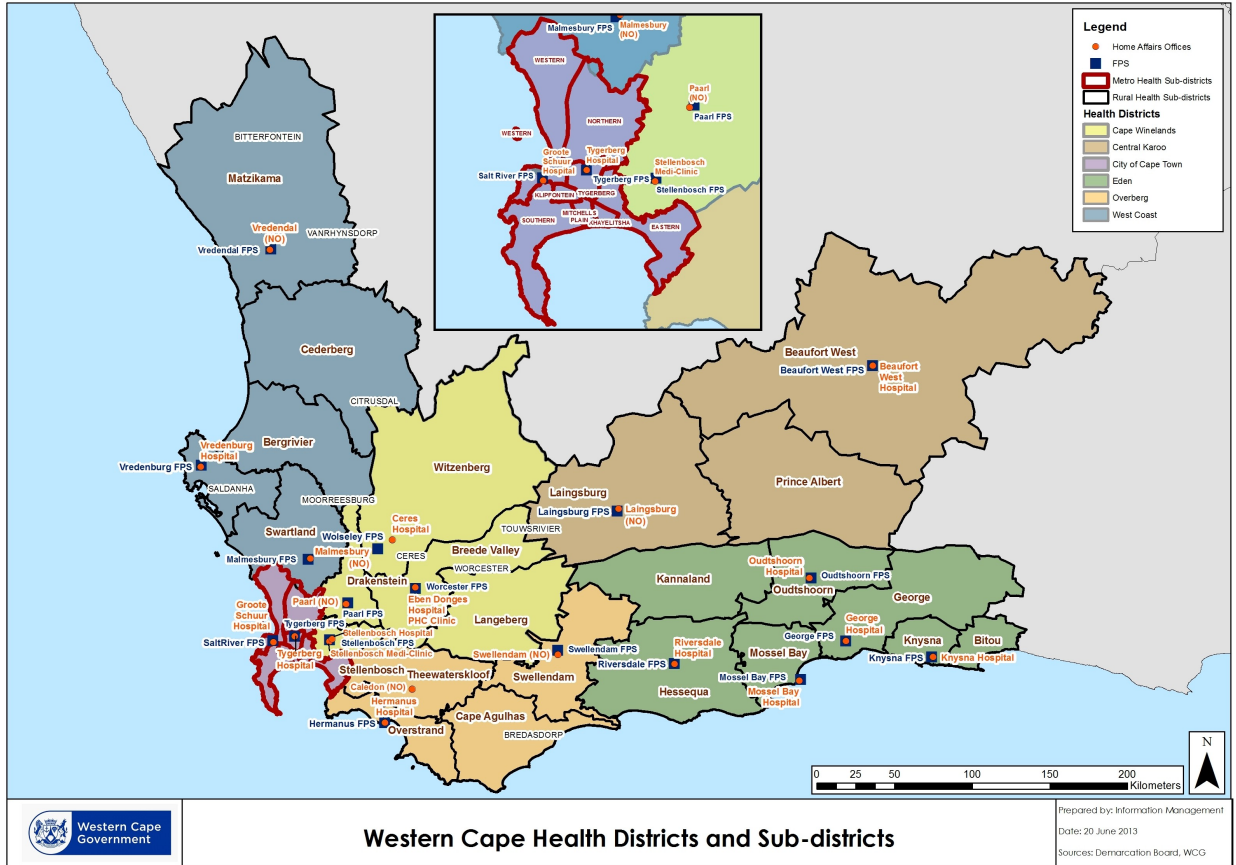 Legend
Home Affairs Offices
FPS
Metro Health Sub-districts
Rural Health Sub-districts
Health Districts
Cape Winelands
Central Karoo
City of Cape Town
Eden
Overberg
West Coast
Malmesbury FPS
Malmesbury
(NO)
WESTERN
Paarl
(NO)
Paarl FPS
WESTERN
NORTHERN
Groote
Schuur
Hospital
Tygerberg
Hospital
Stellenbosch
Medi-Clinic
Salt River FPS
Tygerberg FPS
Stellenbosch FPS
KLIPFONTEIN
TYGERBERG
SOUTHERN
MITCHELLS
PLAIN
KHAYELITSHA
EASTERN
BITTERFONTEIN
Matzikama
Vredendal
(NO)
Vredendal FPS
VANRHYNSDORP
Cederberg
CITRUSDAL
Bergrivier
Vredenburg
Hospital
Vredenburg FPS
SALDANHA
MOORREESBURG
Swartland
Malmesbury FPS
Malmesbury
(NO)
Witzenberg
Ceres
Hospital
Wolseley FPS
CERES
TOUWSRIVIER
Breede Valley
WORCESTER
Drakenstein
Worcester FPS
Eben Donges
Hospital
PHC Clinic
Langeberg
Paarl (NO)
Paarl FPS
Groote
Schuur
Hospital
Tygerberg FPS
SaltRiver FPS
Tygerberg
Hospital
Stellenbosch Hospital
Stellenbosch FPS
Stellenbosch Medi-Clinic
Stellenbosch
Theewaterskloof
Caledon (NO)
Hermanus
Hospital
Hermanus FPS
Overstrand
Cape Agulhas
BREDASDORP
Swellendam FPS
Swellendam (NO)
Swellendam
Beaufort West
Beaufort West FPS
Beaufort
West
Hospital
Prince Albert
Laingsburg
Laingsburg FPS
Laingsburg
(NO)
Kannaland
Oudtshoorn
Hospital
Oudtshoorn FPS
Oudtshoorn
George
George
Hospital
George FPS
Knysna
Bitou
Knysna FPS
Knysna Hospital
Riversdale
Hospital
Riversdale FPS
Hessequa
Mossel Bay
Mossel Bay FPS
Mossel Bay
Hospital
N
0 25 50 100 150 200
Kilometers
Western Cape
Government
Western Cape Health Districts and Sub-districts
Prepared by: Information Management
Date: 20 June 2013
Sources: Demarcation Board, WCG